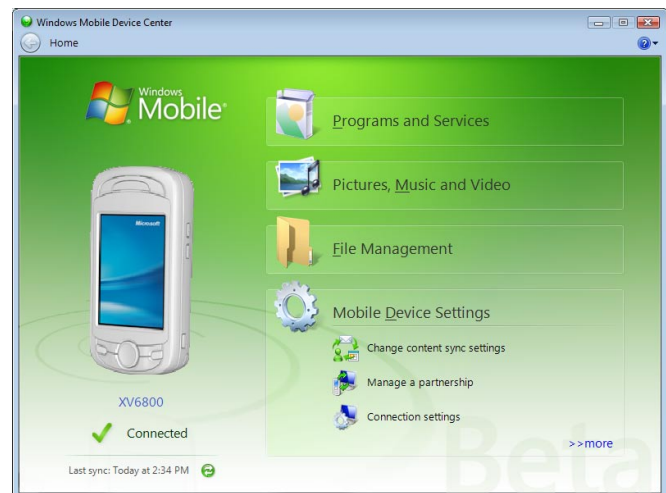 Windows Mobile Device Center
Home
Windows
Mobile®
Programs and Services
Pictures, Music and Video
File Management
Mobile Device Settings
Change content sync settings
Manage a partnership
Connection settings
>>more
Microsoft
XV6800
Connected
Last sync: Today at 2:34 PM
Beta